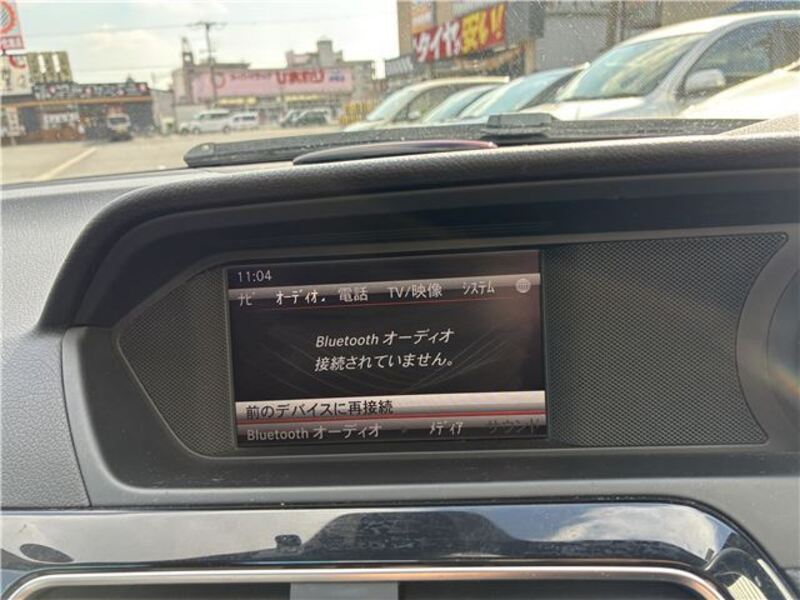 タイヤが安い!
11:04
ナビ オーディオ 電話 TV/映像 システム
Bluetooth オーディオ
接続されていません。
前のデバイスに再接続
Bluetooth オーディオ メディア サウンド